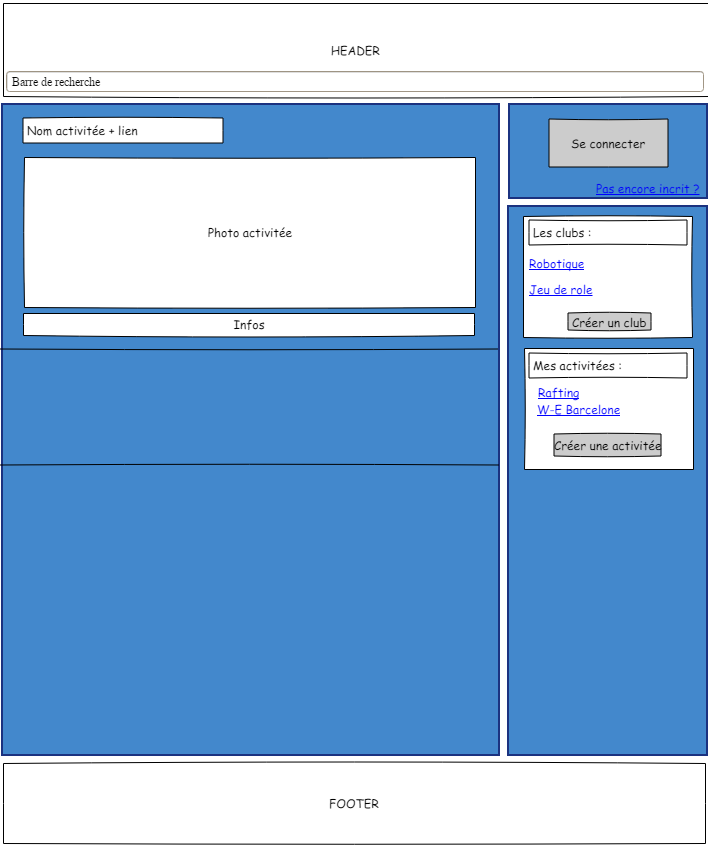 HEADER
Barre de recherche
Nom activitée + lien
Photo activitée
Infos
Se connecter
Pas encore incrit ?
Les clubs :
Robotique
Jeu de role
Créer un club
Mes activitées :
Rafting
W-E Barcelone
Créer une activitée
FOOTER